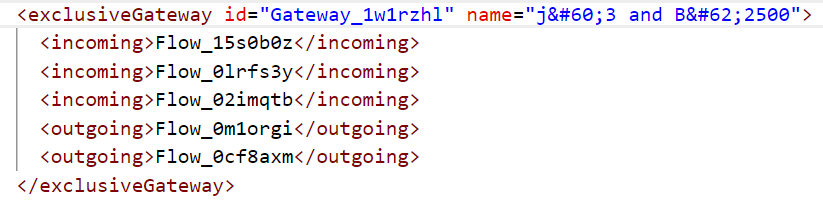 <exclusiveGateway id="Gateway_1w1rzhl" name="j&#60;3 and B&#62;2500">
<incoming>Flow_15s0b0z</incoming>
<incoming>Flow_0lrfs3y</incoming>
<incoming>Flow_02imqtb</incoming>
<outgoing>Flow_0m1orgi</outgoing>
<outgoing>Flow_0cf8axm</outgoing>
</exclusiveGateway>